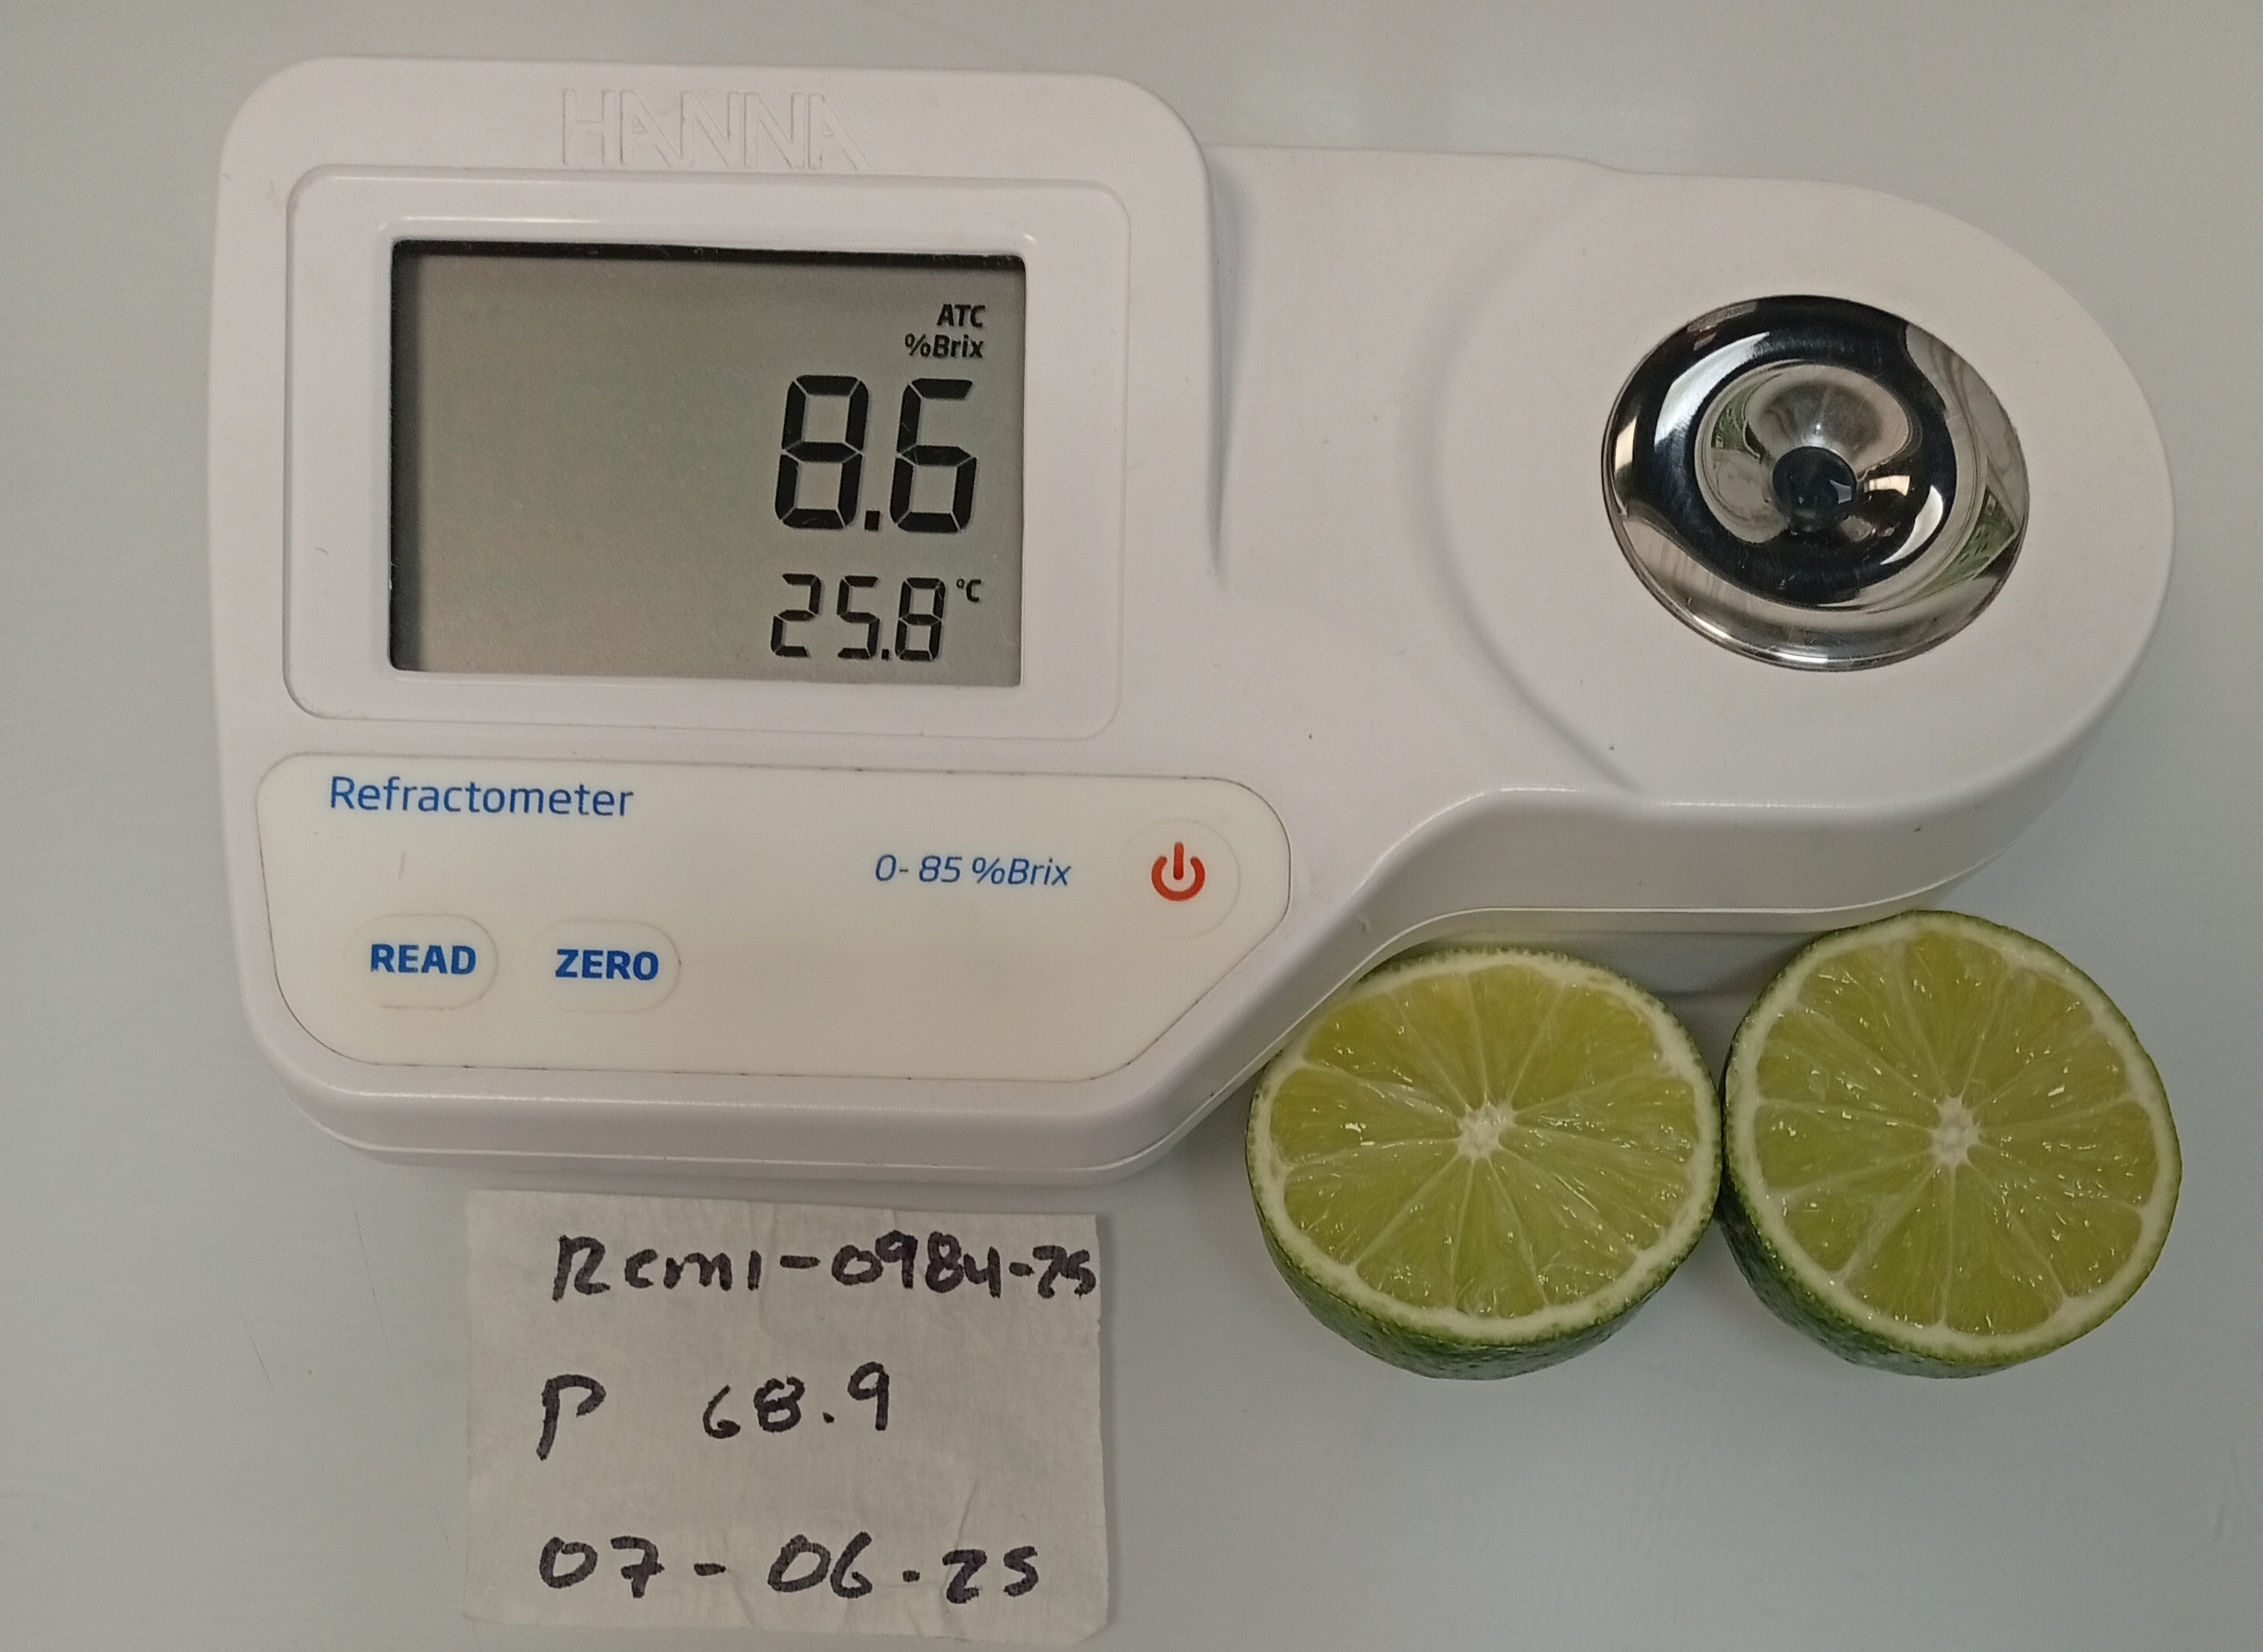 HANNA
ATC
%Brix
8.6
25.8 °C
Refractometer
0-85 %Brix
READ
ZERO
Rcm1-0984-25
P 68.9
07-06-25